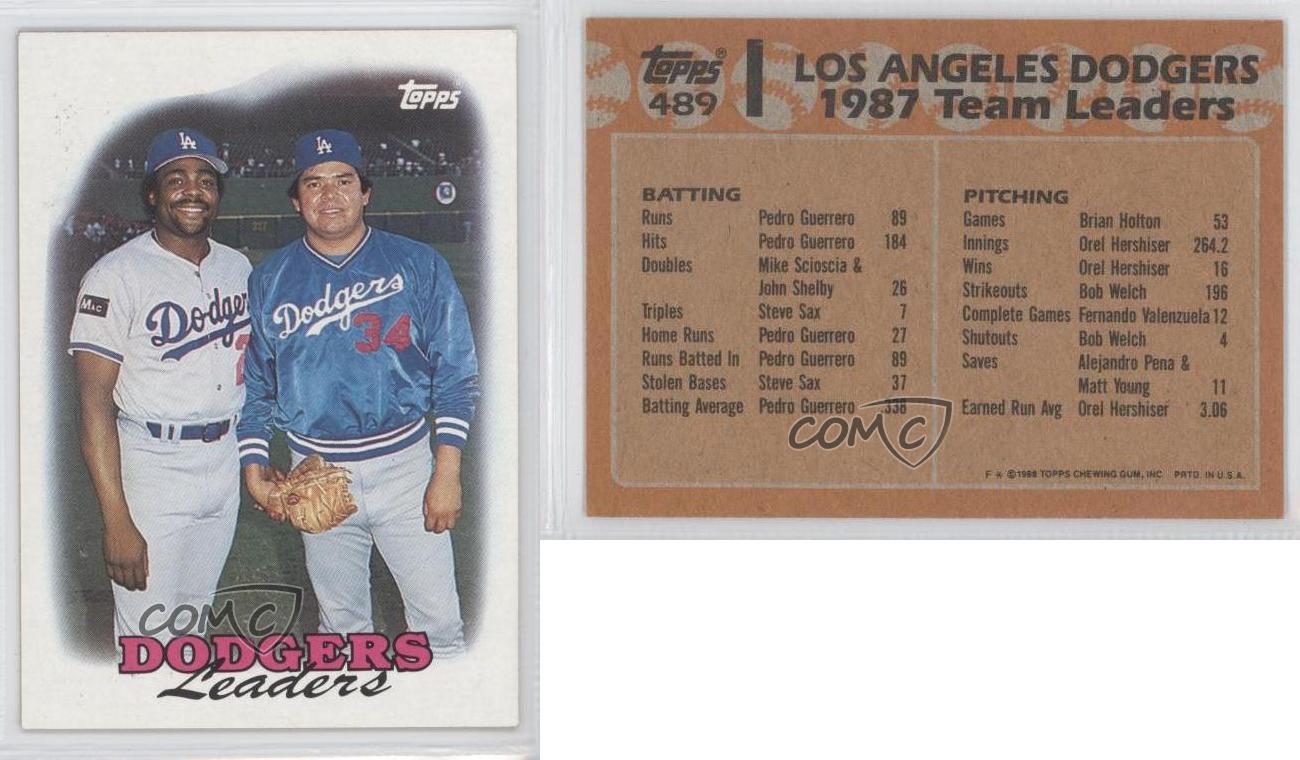 Topps
LA
LA
MAC
Dodgers
Dodgers
34
2
COMC
DODGERS
Leaders
Topps®
489
LOS ANGELES DODGERS
1987 Team Leaders
BATTING
Runs Pedro Guerrero 89
Hits Pedro Guerrero 184
Doubles Mike Scioscia &
John Shelby 26
Triples Steve Sax 7
Home Runs Pedro Guerrero 27
Runs Batted In Pedro Guerrero 89
Stolen Bases Steve Sax 37
Batting Average Pedro Guerrero .338
PITCHING
Games Brian Holton 53
Innings Orel Hershiser 264.2
Wins Orel Hershiser 16
Strikeouts Bob Welch 196
Complete Games Fernando Valenzuela 12
Shutouts Bob Welch 4
Saves Alejandro Pena &
Matt Young 11
Earned Run Avg Orel Hershiser 3.06
COMC
F * ©1988 TOPPS CHEWING GUM, INC. PRTD. IN U.S.A.